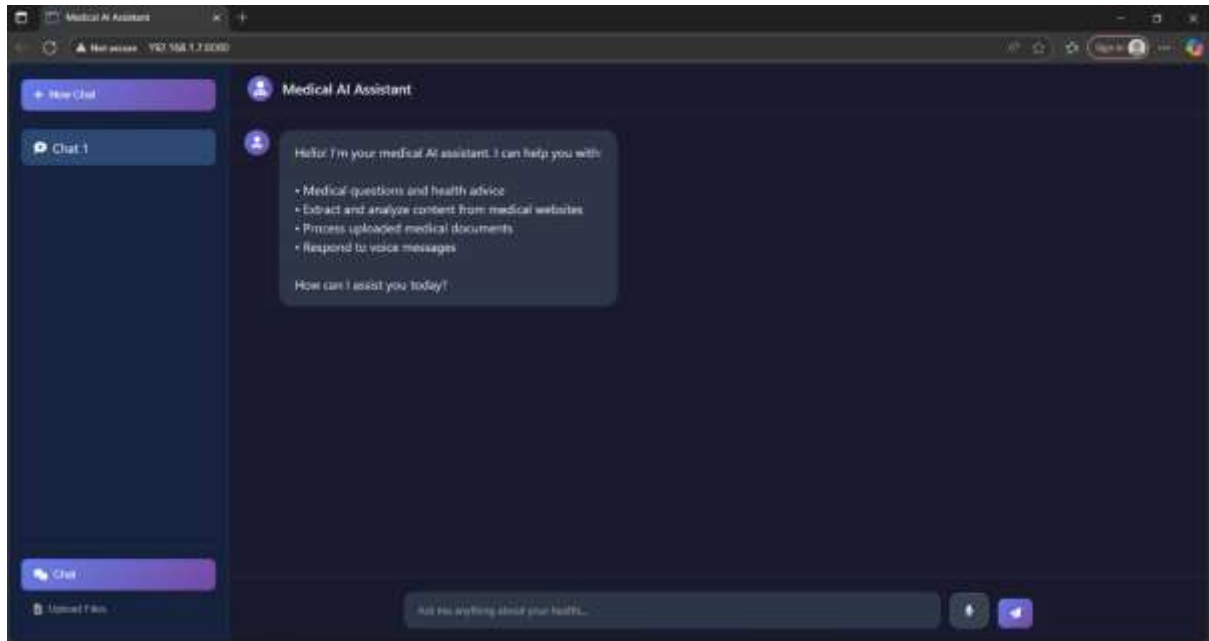 Medical AI Assistant
Not secure 192.168.1.7:8080
Sign in
+ New Chat
Medical AI Assistant
Chat 1
Hello! I'm your medical AI assistant. I can help you with:
• Medical questions and health advice
• Extract and analyze content from medical websites
• Process uploaded medical documents
• Respond to voice messages
How can I assist you today?
Chat
Upload Files
Ask me anything about your health...